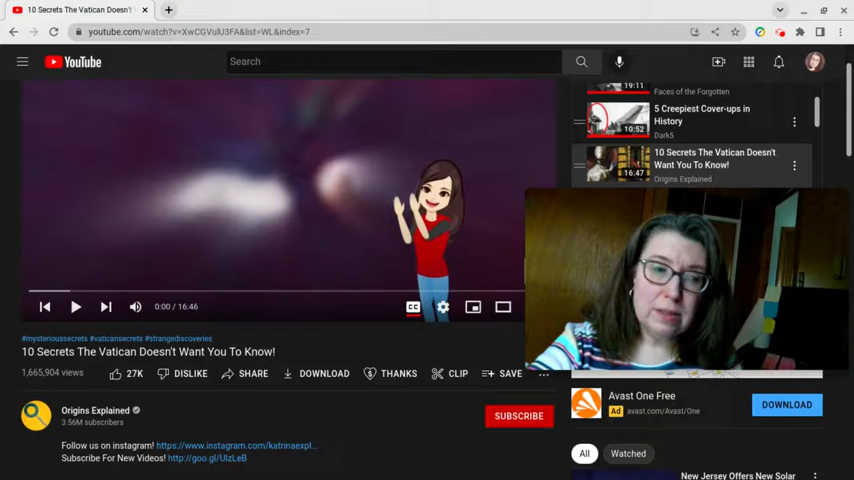 10 Secrets The Vatican Doesn't
youtube.com/watch?v=XwCGVulU3FA&list=WL&index=7
YouTube
Search
19:11
Faces of the Forgotten
5 Creepiest Cover-ups in
History
10:52
Dark5
10 Secrets The Vatican Doesn't
Want You To Know!
16:47
Origins Explained
CC
0:00 / 16:46
#mysterioussecrets #vaticansecrets #strangediscoveries
10 Secrets The Vatican Doesn't Want You To Know!
1,665,904 views
27K
DISLIKE
SHARE
DOWNLOAD
THANKS
CLIP
SAVE
Origins Explained
3.56M subscribers
SUBSCRIBE
Follow us on instagram! https://www.instagram.com/katrinaexpl...
Subscribe For New Videos! http://goo.gl/UIzLeB
Avast One Free
Ad avast.com/Avast/One
DOWNLOAD
All
Watched
New Jersey Offers New Solar